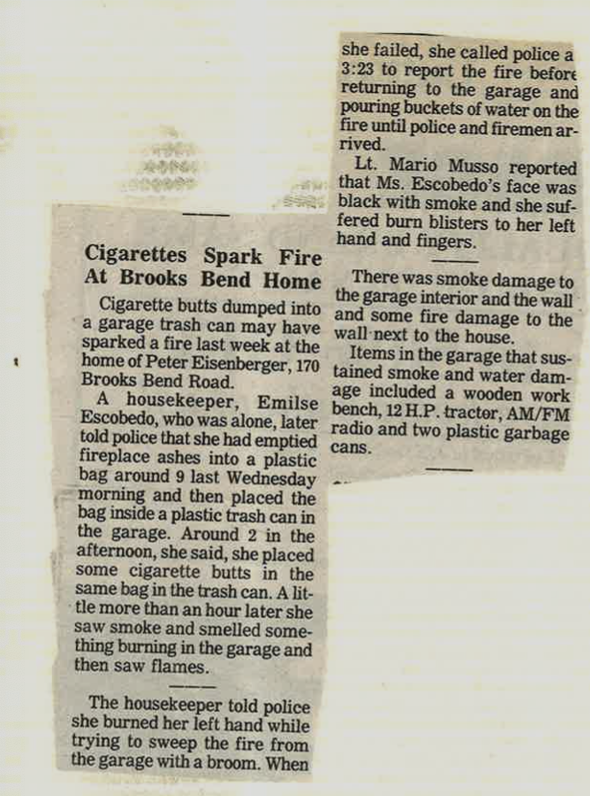 Cigarettes Spark Fire
At Brooks Bend Home
Cigarette butts dumped into
a garage trash can may have
sparked a fire last week at the
home of Peter Eisenberger, 170
Brooks Bend Road.
A housekeeper, Emilse
Escobedo, who was alone, later
told police that she had emptied
fireplace ashes into a plastic
bag around 9 last Wednesday
morning and then placed the
bag inside a plastic trash can in
the garage. Around 2 in the
afternoon, she said, she placed
some cigarette butts in the
same bag in the trash can. A lit-
tle more than an hour later she
saw smoke and smelled some-
thing burning in the garage and
then saw flames.
The housekeeper told police
she burned her left hand while
trying to sweep the fire from
the garage with a broom. When
she failed, she called police a
3:23 to report the fire before
returning to the garage and
pouring buckets of water on the
fire until police and firemen ar-
rived.
Lt. Mario Musso reported
that Ms. Escobedo's face was
black with smoke and she suf-
fered burn blisters to her left
hand and fingers.
There was smoke damage to
the garage interior and the wall
and some fire damage to the
wall next to the house.
Items in the garage that sus-
tained smoke and water dam-
age included a wooden work
bench, 12 H.P. tractor, AM/FM
radio and two plastic garbage
cans.